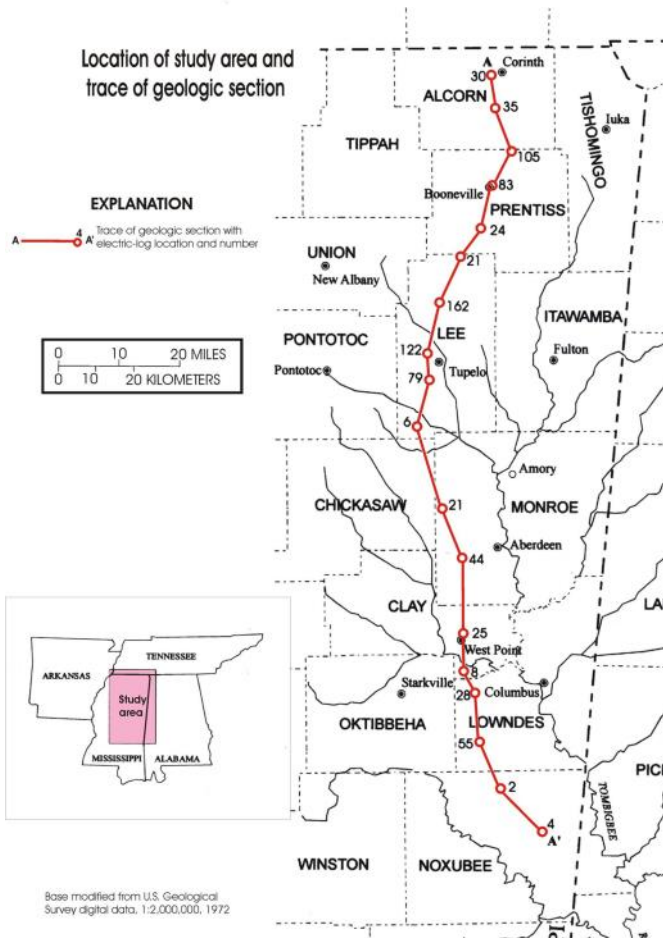 Location of study area and
trace of geologic section
A
30
Corinth
ALCORN
35
TISHOMINGO
Iuka
TIPPAH
105
83
Booneville
PRENTISS
EXPLANATION
A
4
A'
Trace of geologic section with
electric-log location and number
24
UNION
New Albany
21
162
ITAWAMBA
PONTOTOC
LEE
0 10 20 MILES
0 10 20 KILOMETERS
122
Fulton
Pontotoc
Tupelo
79
6
Amory
CHICKASAW
21
MONROE
44
Aberdeen
CLAY
LA
25
West Point
TENNESSEE
ARKANSAS
8
Starkville
28
Columbus
Study
area
OKTIBBEHA
LOWNDES
55
MISSISSIPPI
ALABAMA
PIC
2
TOMBIGBEE
4
A'
WINSTON
NOXUBEE
Base modified from U.S. Geological
Survey digital data, 1:2,000,000, 1972